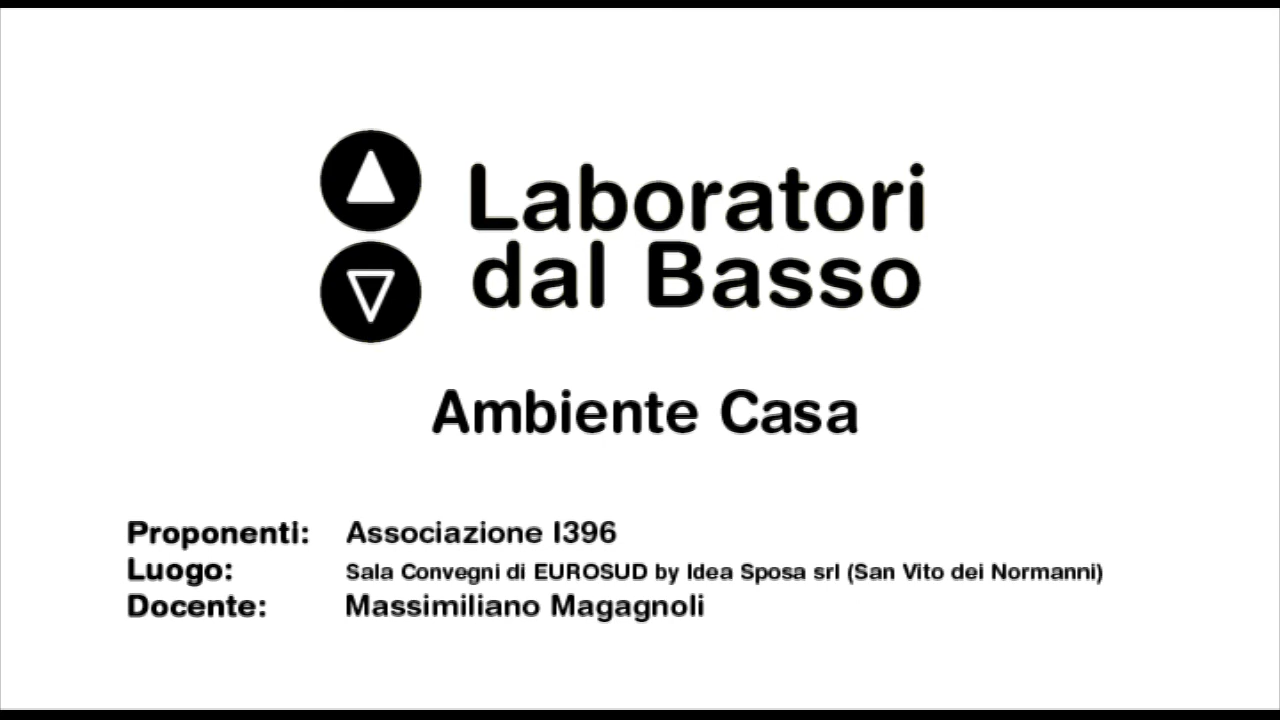 Laboratori
dal Basso
Ambiente Casa
Proponenti: Associazione I396
Luogo: Sala Convegni di EUROSUD by Idea Sposa srl (San Vito dei Normanni)
Docente: Massimiliano Magagnoli